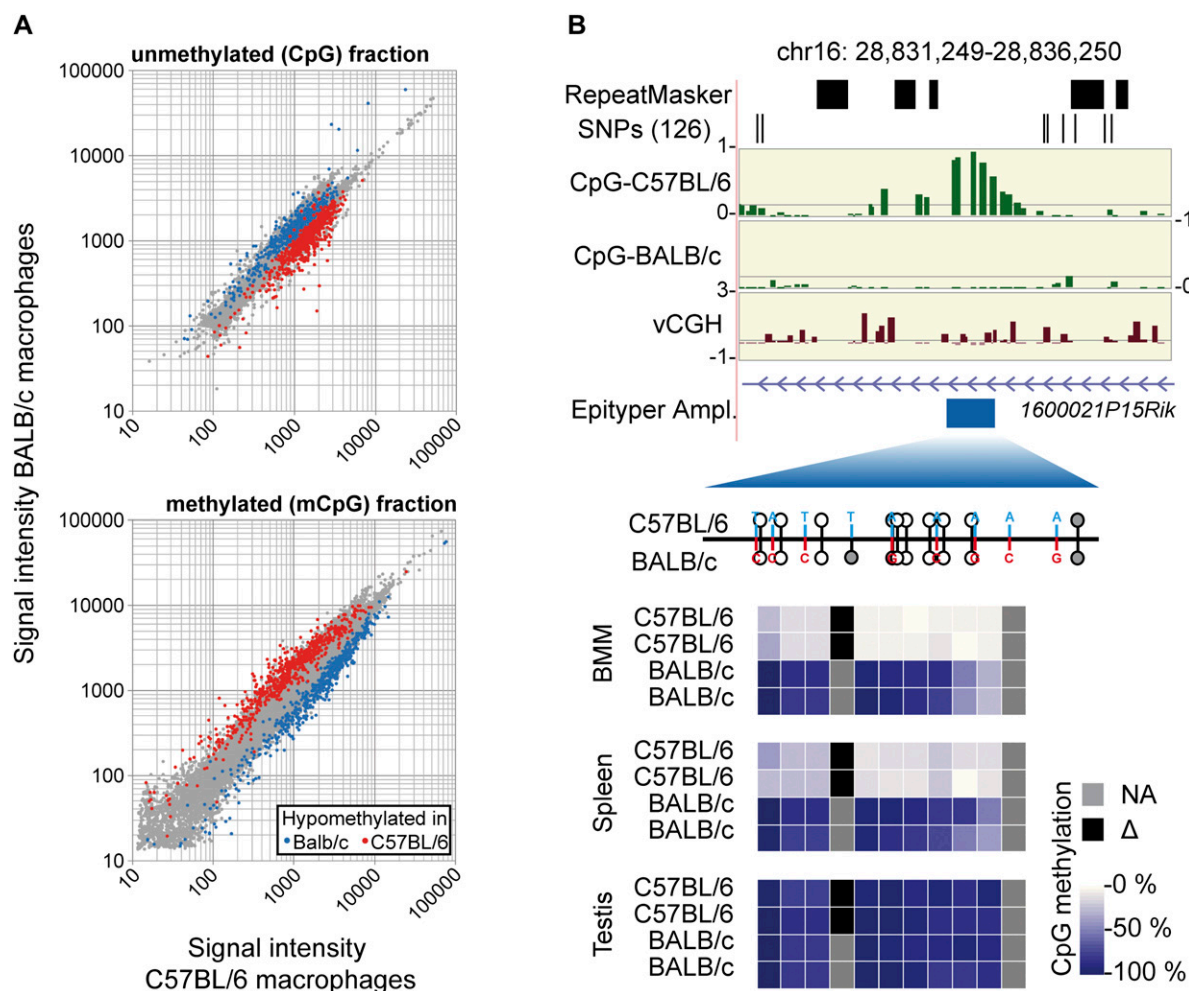 A
unmethylated (CpG) fraction
100000
10000
1000
100
10
10
100
1000
10000
100000
methylated (mCpG) fraction
100000
10000
1000
100
10
Hypomethylated in
Balb/c C57BL/6
10
100
1000
10000
100000
Signal intensity BALB/c macrophages
Signal intensity
C57BL/6 macrophages
B
chr16: 28,831,249-28,836,250
RepeatMasker
SNPs (126)
1-
CpG-C57BL/6
0-
-1
CpG-BALB/c
-0
3-
vCGH
-1-
Epityper Ampl.
1600021P15Rik
C57BL/6
T A T T A A A A A
BALB/c
BMM
C57BL/6
C57BL/6
BALB/c
BALB/c
Spleen
C57BL/6
C57BL/6
BALB/c
BALB/c
Testis
C57BL/6
C57BL/6
BALB/c
BALB/c
NA
Δ
CpG methylation
-0 %
-50 %
-100 %